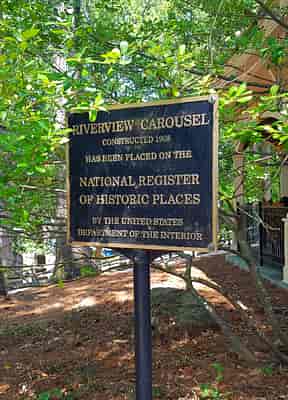 RIVERVIEW CAROUSEL
CONSTRUCTED 1908
HAS BEEN PLACED ON THE
NATIONAL REGISTER
OF HISTORIC PLACES
BY THE UNITED STATES
DEPARTMENT OF THE INTERIOR